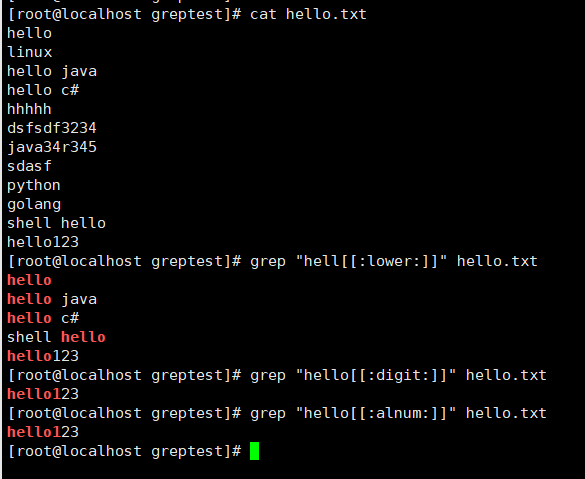 [root@localhost greptest]# cat hello.txt
hello
linux
hello java
hello c#
hhhhh
dsfsdf3234
java34r345
sdasf
python
golang
shell hello
hello123
[root@localhost greptest]# grep "hell[[:lower:]]" hello.txt
hello
hello java
hello c#
shell hello
hello123
[root@localhost greptest]# grep "hello[[:digit:]]" hello.txt
hello123
[root@localhost greptest]# grep "hello[[:alnum:]]" hello.txt
hello123
[root@localhost greptest]#